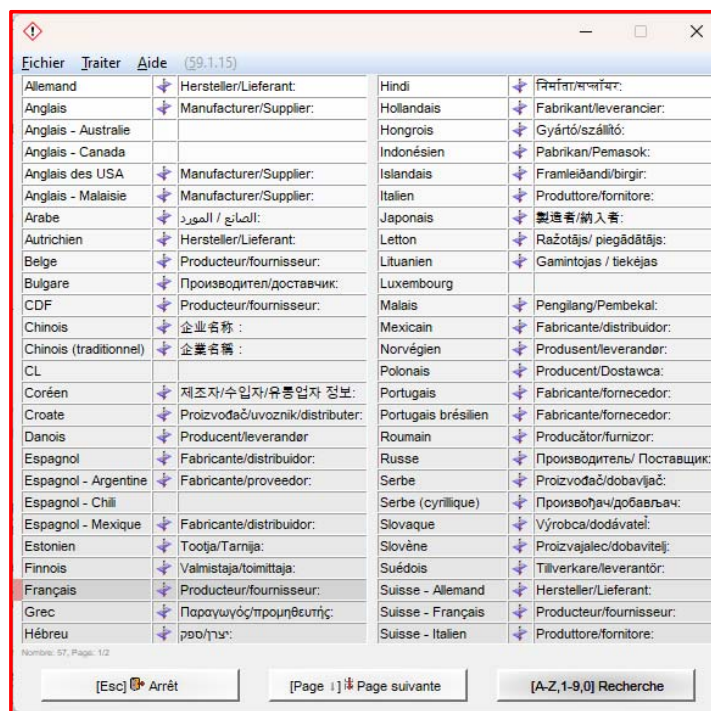 Fichier Traiter Aide (59.1.15)
Allemand Hersteller/Lieferant:
Anglais Manufacturer/Supplier:
Anglais - Australie
Anglais - Canada
Anglais des USA Manufacturer/Supplier:
Anglais - Malaisie Manufacturer/Supplier:
Arabe الصانع / المورد:
Autrichien Hersteller/Lieferant:
Belge Producteur/fournisseur:
Bulgare Производител/доставчик:
CDF Producteur/fournisseur:
Chinois 企业名称 :
Chinois (traditionnel) 企業名稱 :
CL
Coréen 제조자/수입자/유통업자 정보:
Croate Proizvođač/uvoznik/distributer:
Danois Producent/leverandør
Espagnol Fabricante/distribuidor:
Espagnol - Argentine Fabricante/proveedor:
Espagnol - Chili
Espagnol - Mexique Fabricante/distribuidor:
Estonien Tootja/Tarnija:
Finnois Valmistaja/toimittaja:
Français Producteur/fournisseur:
Grec Παραγωγός/προμηθευτής:
Hébreu יצרן/ספק:
Hindi निर्माता/सप्लॉयर:
Hollandais Fabrikant/leverancier:
Hongrois Gyártó/szállító:
Indonésien Pabrikan/Pemasok:
Islandais Framleiðandi/birgir:
Italien Produttore/fornitore:
Japonais 製造者/納入者:
Letton Ražotājs/ piegādātājs:
Lituanien Gamintojas / tiekėjas
Luxembourg
Malais Pengilang/Pembekal:
Mexicain Fabricante/distribuidor:
Norvégien Produsent/leverandør:
Polonais Producent/Dostawca:
Portugais Fabricante/fornecedor:
Portugais brésilien Fabricante/fornecedor:
Roumain Producător/furnizor:
Russe Производитель/ Поставщик:
Serbe Proizvođač/dobavljač:
Serbe (cyrillique) Произвођач/добављач:
Slovaque Výrobca/dodávateľ:
Slovène Proizvajalec/dobavitelj:
Suédois Tillverkare/leverantör:
Suisse - Allemand Hersteller/Lieferant:
Suisse - Français Producteur/fournisseur:
Suisse - Italien Produttore/fornitore:
Nombre: 57, Page: 1/2
[Esc] Arrêt [Page ↓] Page suivante [A-Z,1-9,0] Recherche